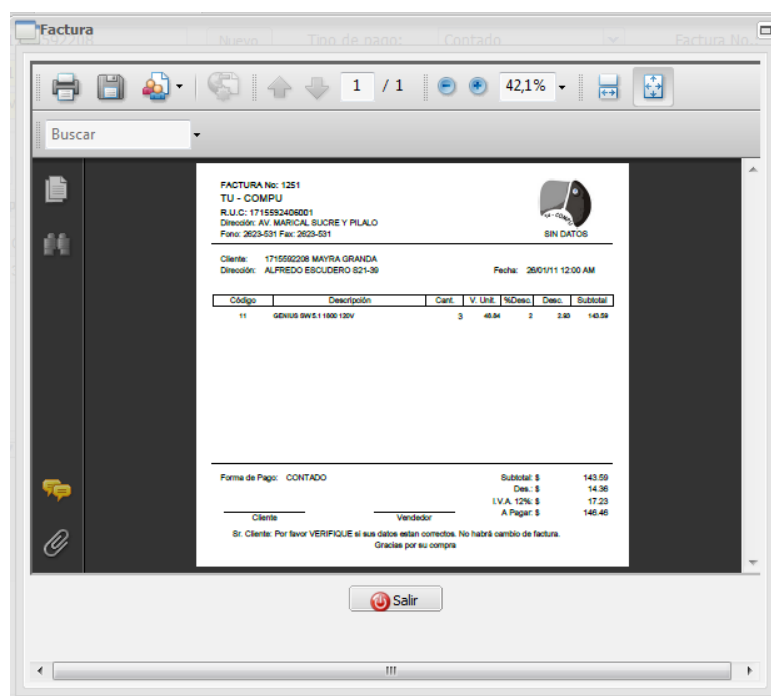 Factura
592208 Nuevo Tipo de pago: Contado Factura No.
1 / 1 42,1%
Buscar
FACTURA No: 1251
TU - COMPU
R.U.C: 1715592406001
Dirección: AV. MARICAL SUCRE Y PILALO
Fono: 2623-531 Fax: 2623-531
TU - COMPU
SIN DATOS
Cliente: 1715592208 MAYRA GRANDA
Dirección: ALFREDO ESCUDERO S21-39 Fecha: 26/01/11 12:00 AM
Código Descripción Cant. V. Unit. %Desc. Desc. Subtotal
11 GENIUS SW 5.1 1800 120V 3 2 143.59
Forma de Pago: CONTADO Subtotal: $ 143.59
Des.: $ 14.36
I.V.A. 12%: $ 17.23
A Pagar: $ 146.46
Cliente Vendedor
Sr. Cliente: Por favor VERIFIQUE si sus datos estan correctos. No habrá cambio de factura.
Gracias por su compra
Salir